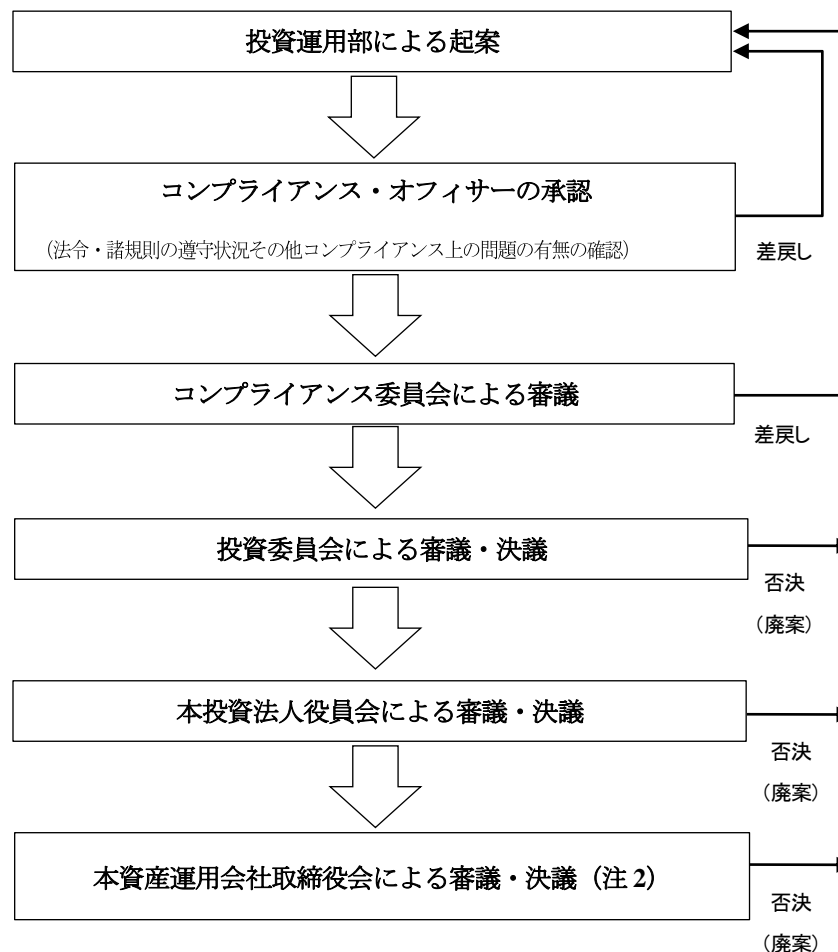 投資運用部による起案
コンプライアンス・オフィサーの承認
(法令・諸規則の遵守状況その他コンプライアンス上の問題の有無の確認)
差戻し
コンプライアンス委員会による審議
差戻し
投資委員会による審議・決議
否決
(廃案)
本投資法人役員会による審議・決議
否決
(廃案)
本資産運用会社取締役会による審議・決議（注 2）
否決
(廃案)